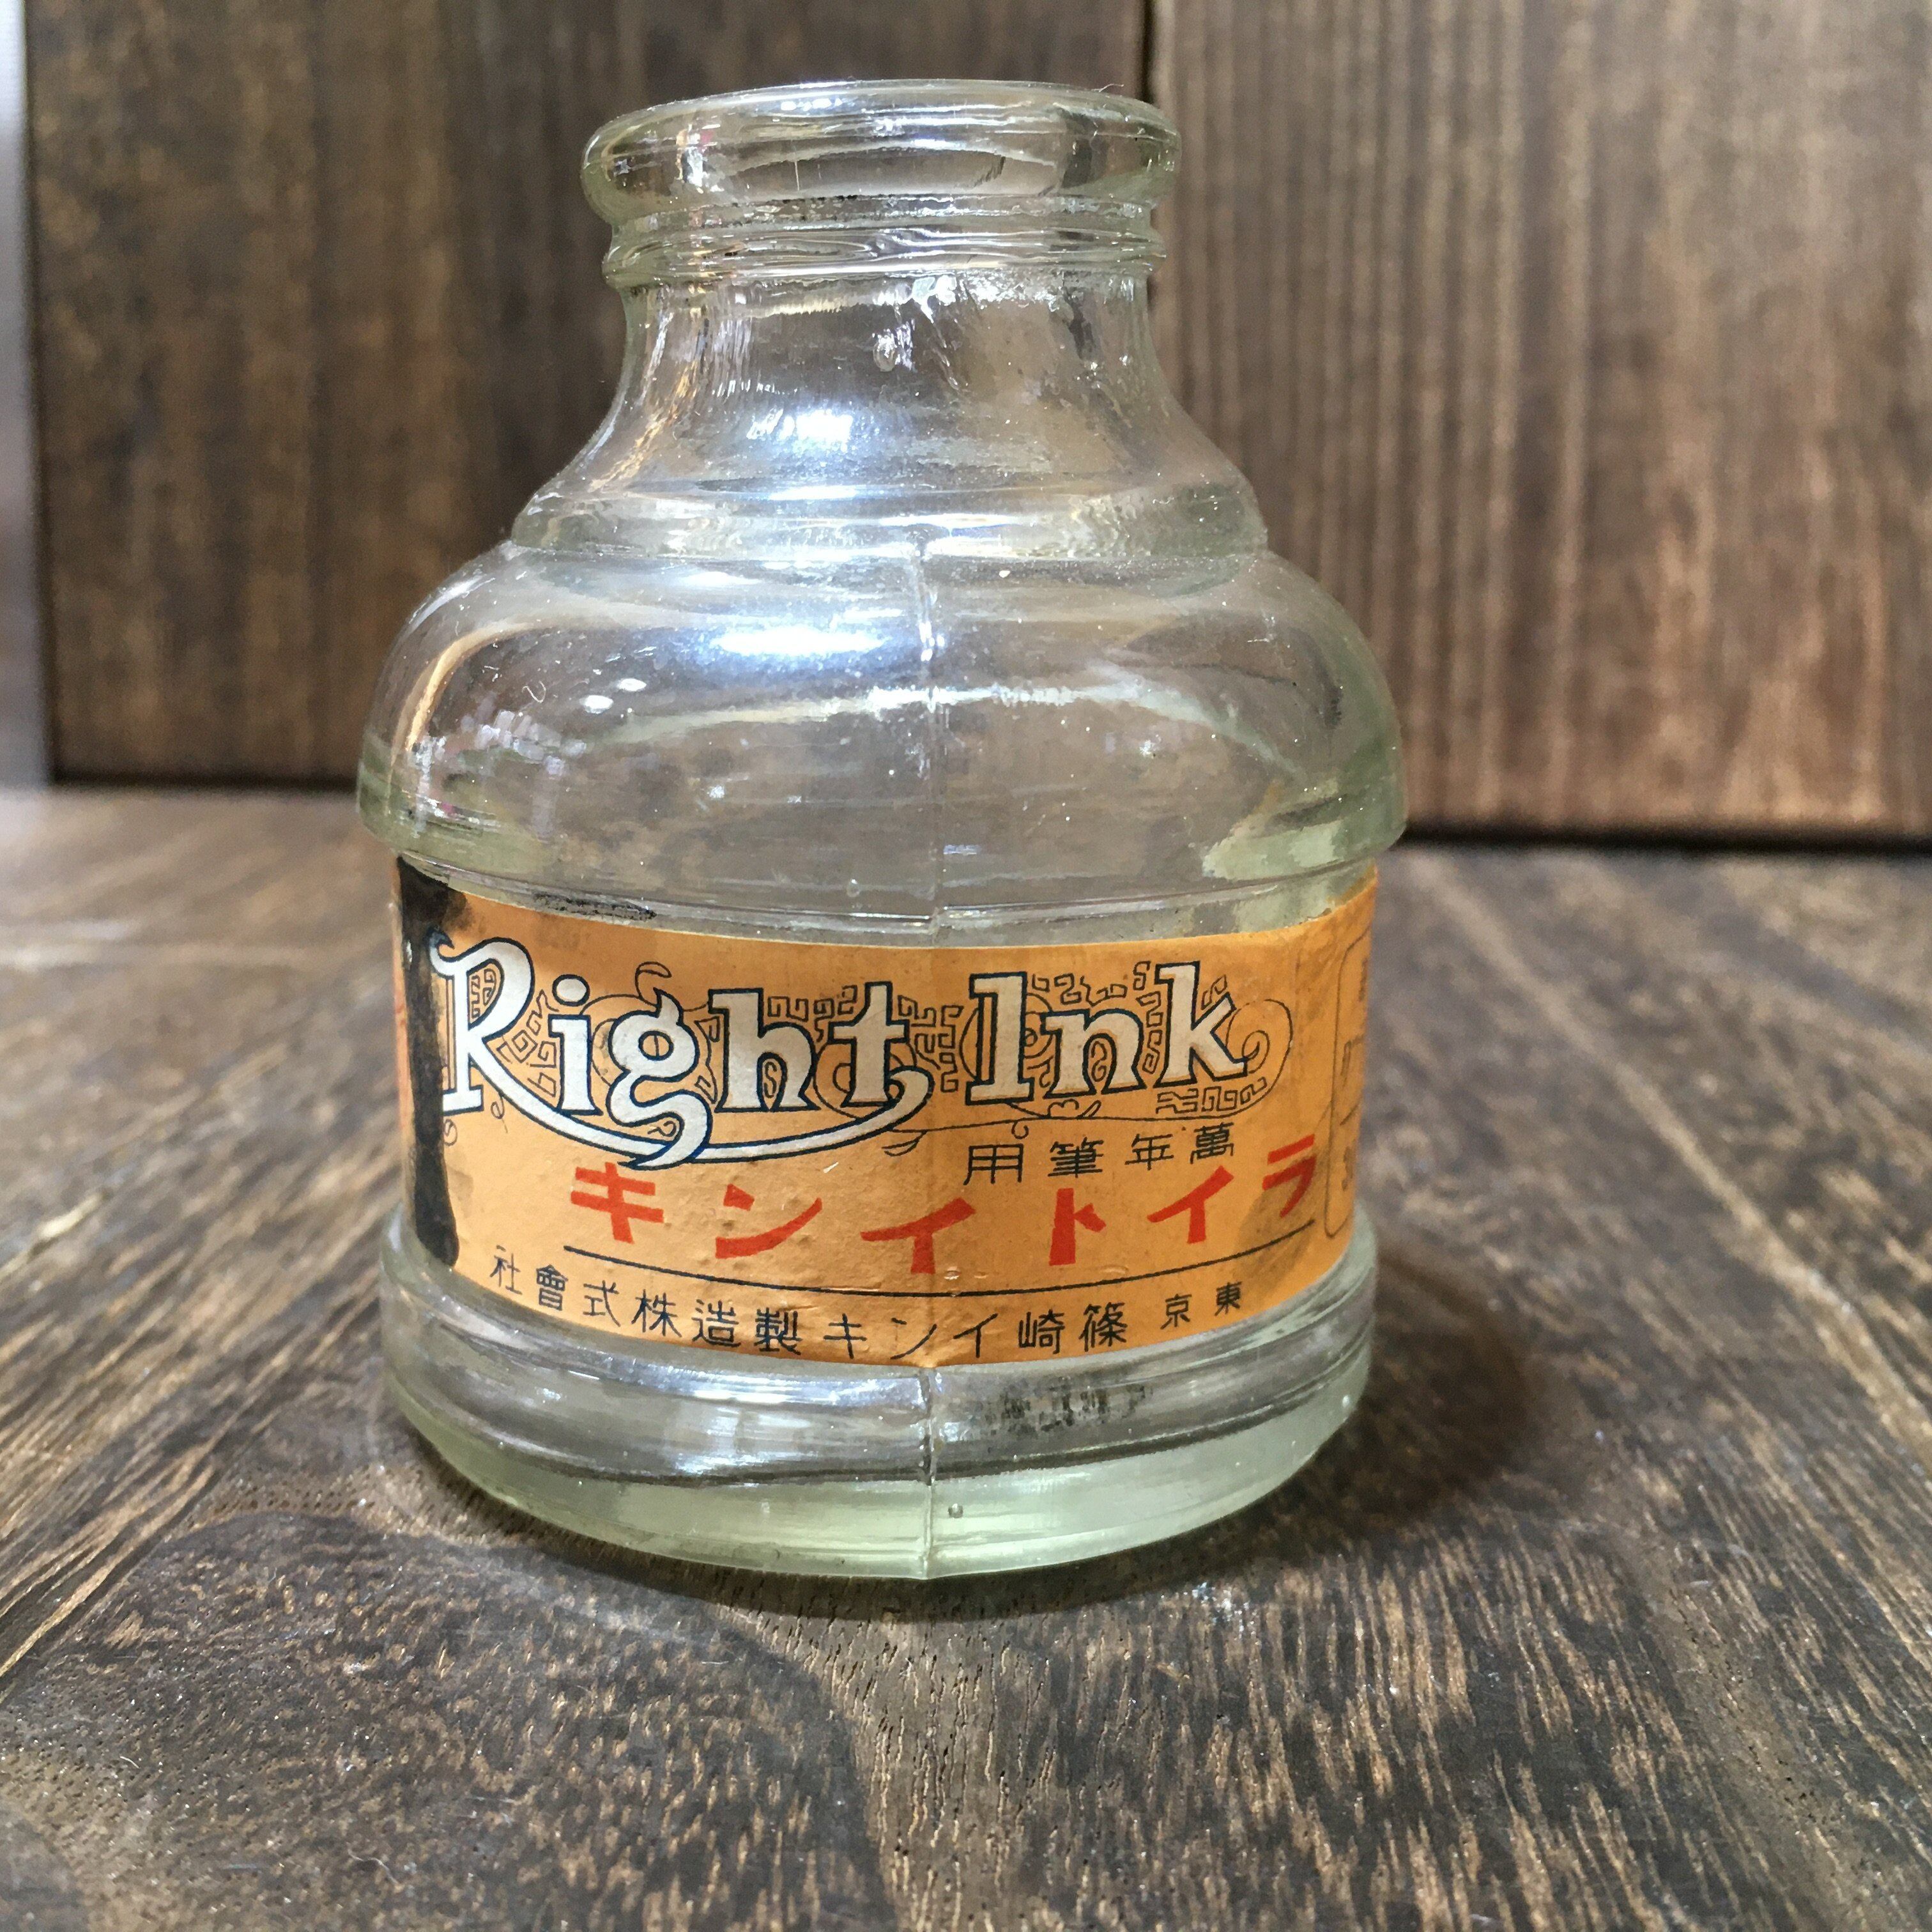 Right Ink
萬年筆用
ライトインキ
東京 篠崎インキ製造株式會社